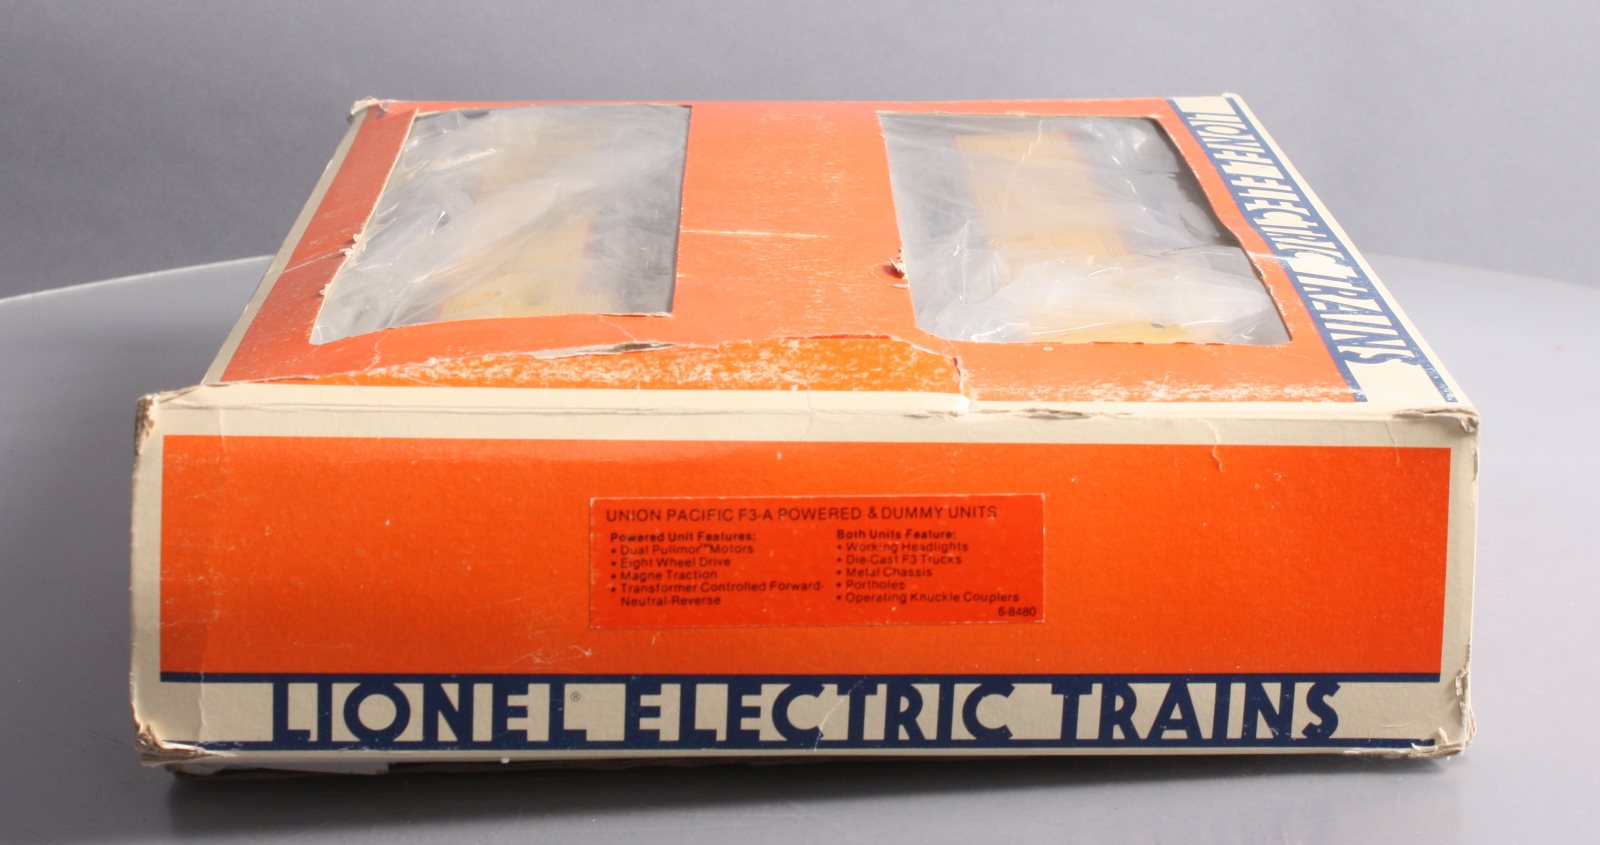 LIONEL ELECTRIC TRAINS
UNION PACIFIC F3-A POWERED & DUMMY UNITS
Powered Unit Features:
• Dual Pullmor™ Motors
• Eight Wheel Drive
• Magne Traction
• Transformer Controlled Forward-
Neutral-Reverse
Both Units Feature:
• Working Headlights
• Die-Cast F3 Trucks
• Metal Chassis
• Portholes
• Operating Knuckle Couplers
6-8480
LIONEL® ELECTRIC TRAINS